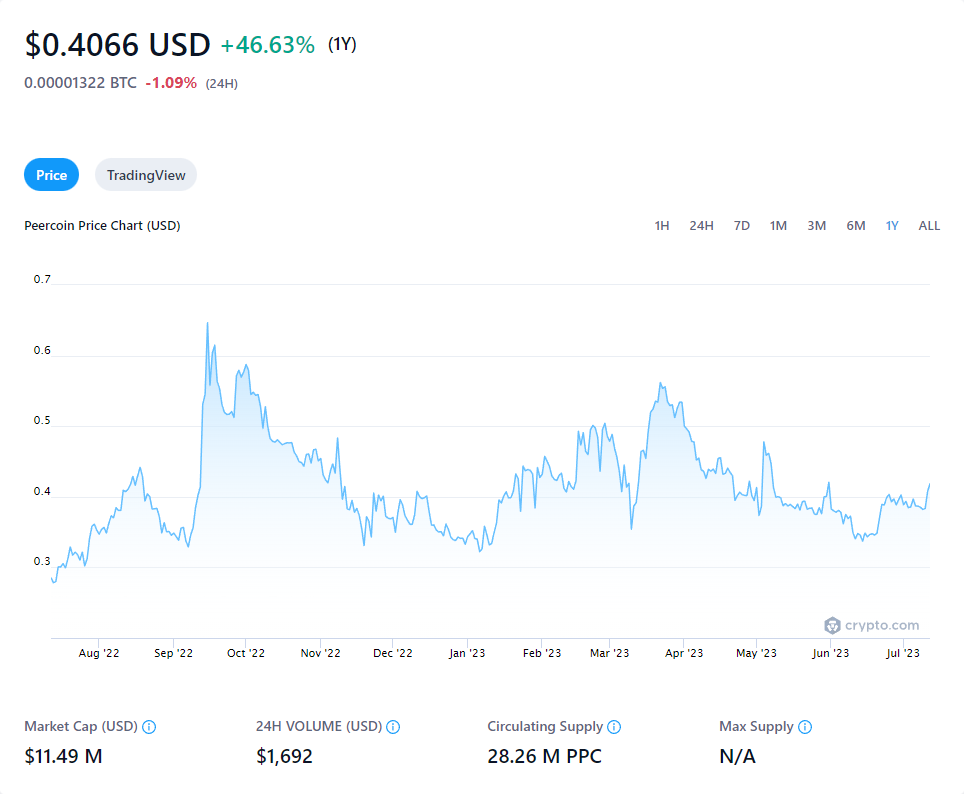 $0.4066 USD +46.63% (1Y)
0.00001322 BTC -1.09% (24H)
Price TradingView
Peercoin Price Chart (USD) 1H 24H 7D 1M 3M 6M 1Y ALL
0.7
0.6
0.5
0.4
0.3
crypto.com
Aug '22 Sep '22 Oct '22 Nov '22 Dec '22 Jan '23 Feb '23 Mar '23 Apr '23 May '23 Jun '23 Jul '23
Market Cap (USD) 24H VOLUME (USD) Circulating Supply Max Supply
$11.49 M $1,692 28.26 M PPC N/A